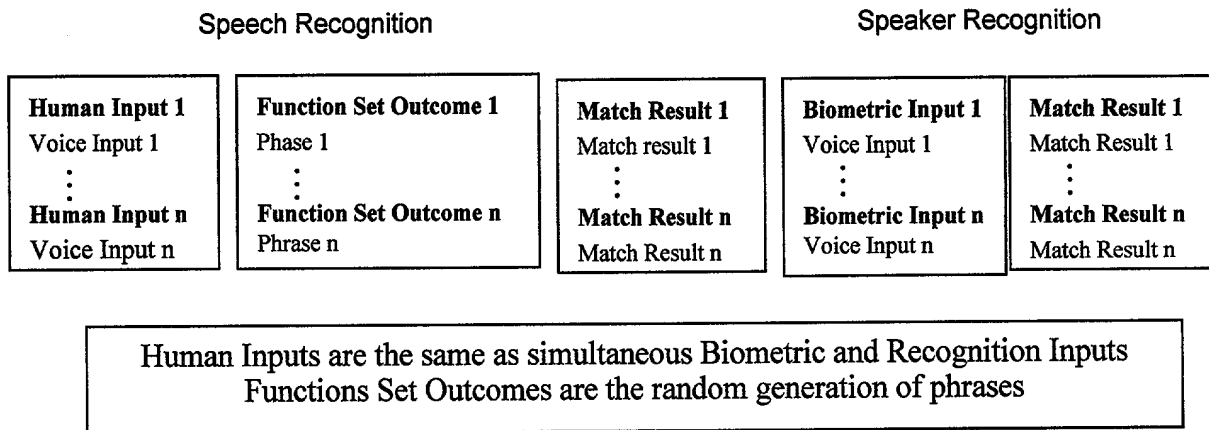 Speech Recognition
Speaker Recognition
Human Input 1
Voice Input 1
Human Input n
Voice Input n
Function Set Outcome 1
Phase 1
Function Set Outcome n
Phrase n
Match Result 1
Match result 1
Match Result n
Match Result n
Biometric Input 1
Voice Input 1
Biometric Input n
Voice Input n
Match Result 1
Match Result 1
Match Result n
Match Result n
Human Inputs are the same as simultaneous Biometric and Recognition Inputs
Functions Set Outcomes are the random generation of phrases